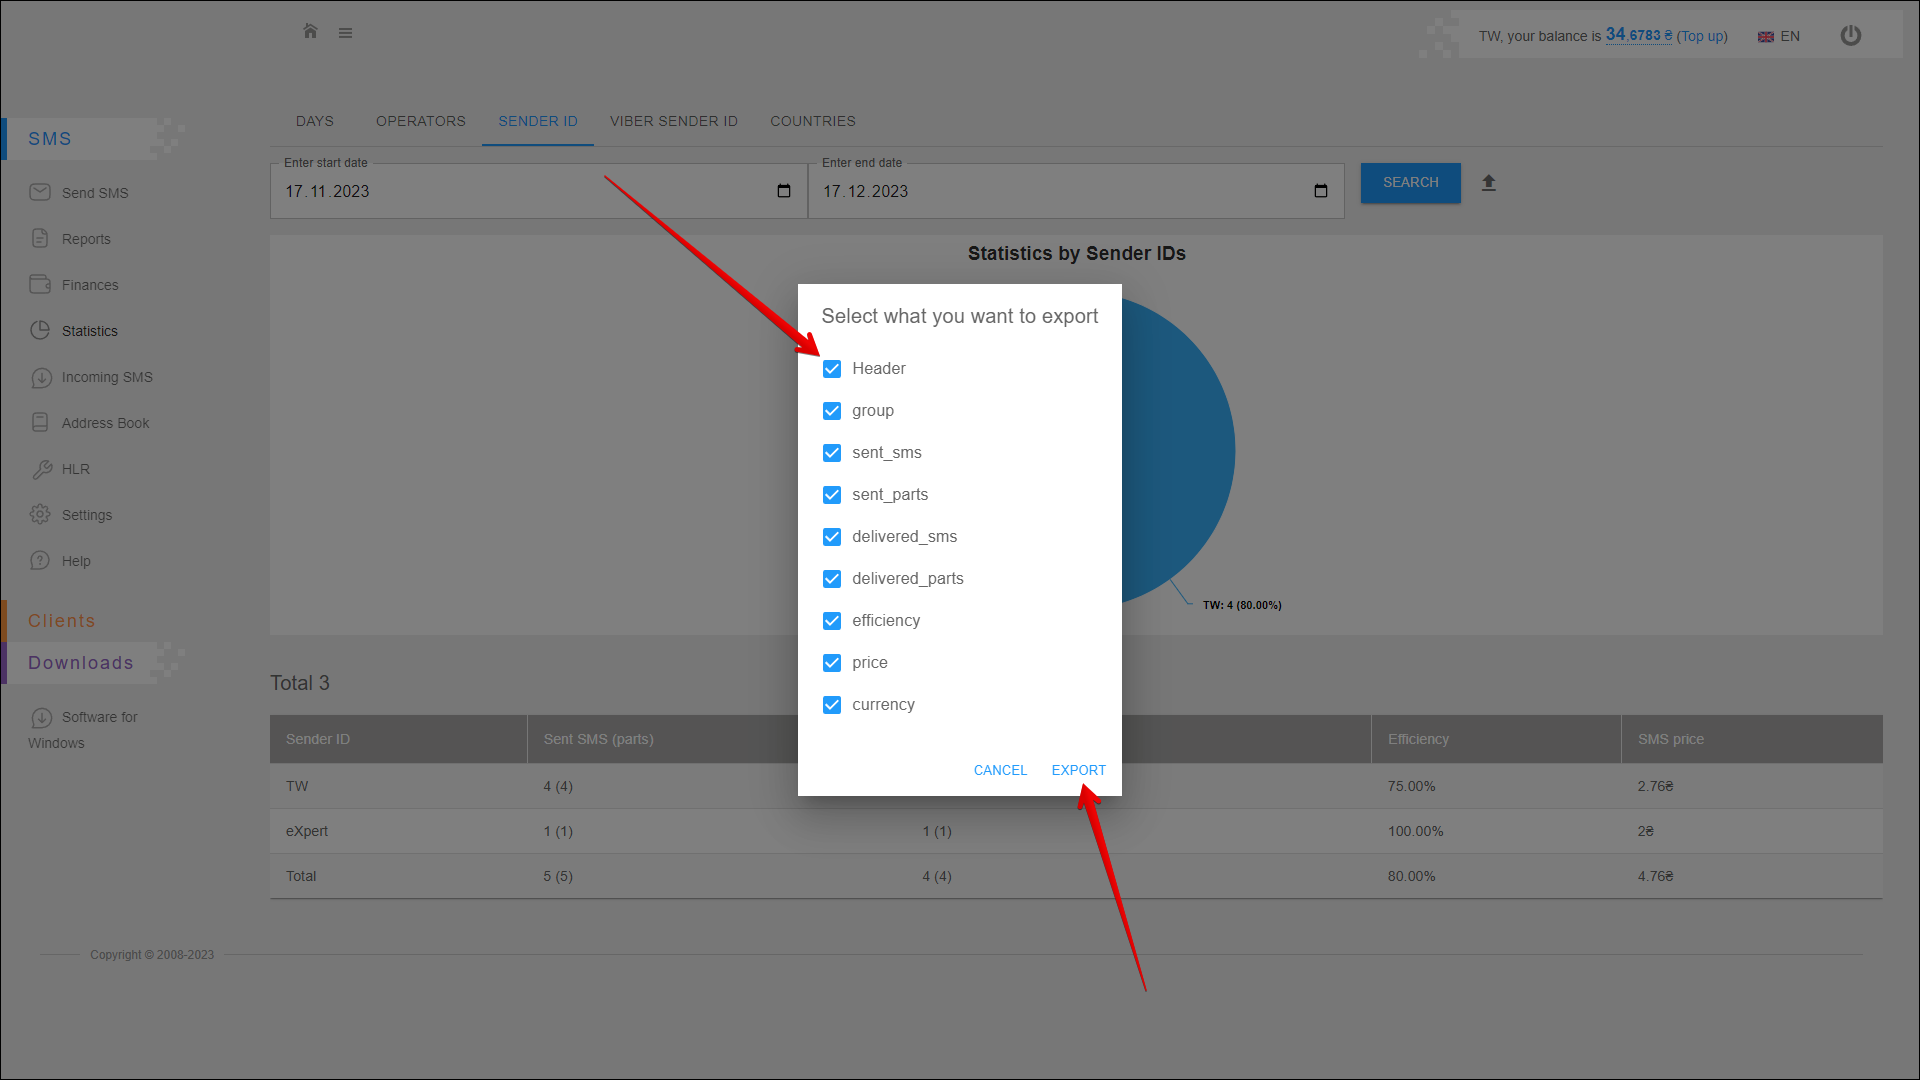 TW, your balance is 34.6783 ₴ (Top up)
EN
SMS
Send SMS
Reports
Finances
Statistics
Incoming SMS
Address Book
HLR
Settings
Help
Clients
Downloads
Software for
Windows
DAYS OPERATORS SENDER ID VIBER SENDER ID COUNTRIES
Enter start date
17.11.2023
Enter end date
17.12.2023
SEARCH
Statistics by Sender IDs
TW: 4 (80.00%)
Select what you want to export
Header
group
sent_sms
sent_parts
delivered_sms
delivered_parts
efficiency
price
currency
CANCEL EXPORT
Total 3
Sender ID Sent SMS (parts) Efficiency SMS price
TW 4 (4) 75.00% 2.76₴
eXpert 1 (1) 1 (1) 100.00% 2₴
Total 5 (5) 4 (4) 80.00% 4.76₴
Copyright © 2008-2023